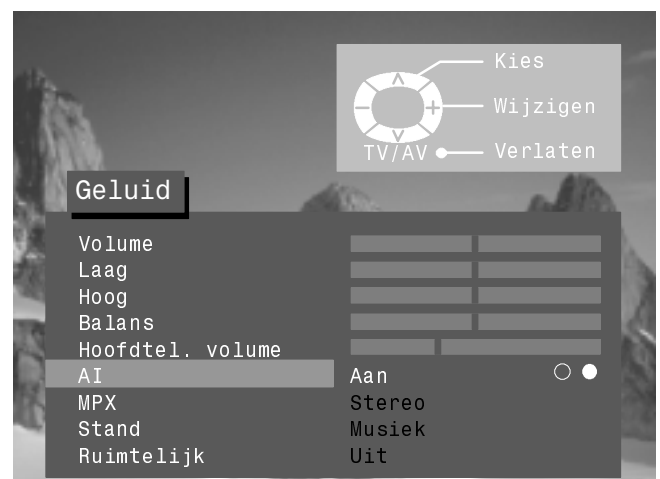 Kies
Wijzigen
TV/AV Verlaten
Geluid
Volume
Laag
Hoog
Balans
Hoofdtel. volume
AI Aan
MPX Stereo
Stand Musiek
Ruimtelijk Uit